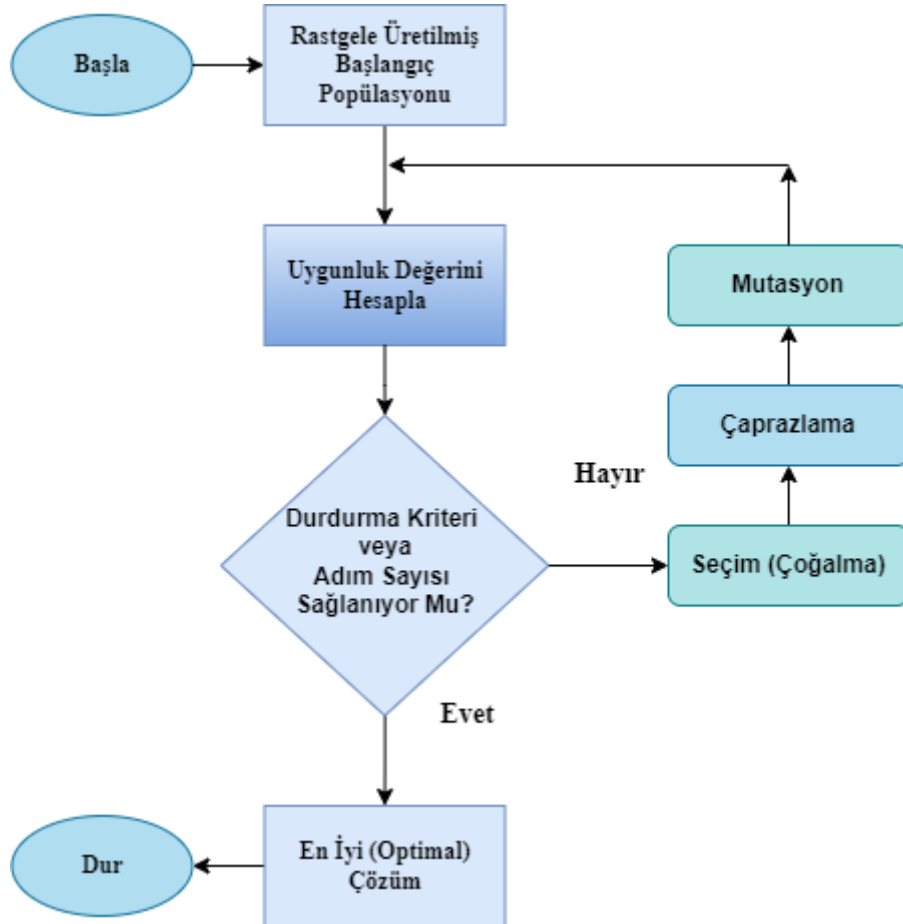 Başla
Rastgele Üretilmiş
Başlangıç
Popülasyonu
Uygunluk Değerini
Hesapla
Mutasyon
Çaprazlama
Hayır
Durdurma Kriteri
veya
Adım Sayısı
Sağlanıyor Mu?
Seçim (Çoğalma)
Evet
En İyi (Optimal)
Çözüm
Dur